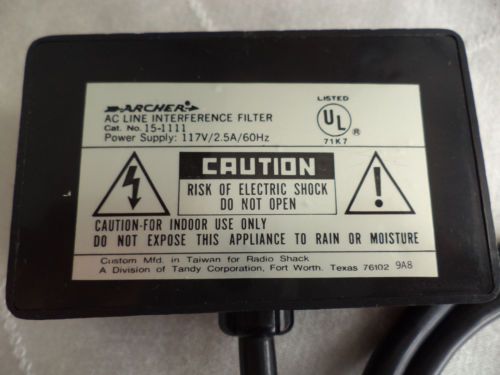 ARCHER
AC LINE INTERFERENCE FILTER
Cat. No. 15-1111
Power Supply: 117V/2.5A/60Hz
LISTED
UL ®
71K7
CAUTION
RISK OF ELECTRIC SHOCK
DO NOT OPEN
!
CAUTION-FOR INDOOR USE ONLY
DO NOT EXPOSE THIS APPLIANCE TO RAIN OR MOISTURE
Custom Mfd. in Taiwan for Radio Shack
A Division of Tandy Corporation, Fort Worth, Texas 76102 9A8